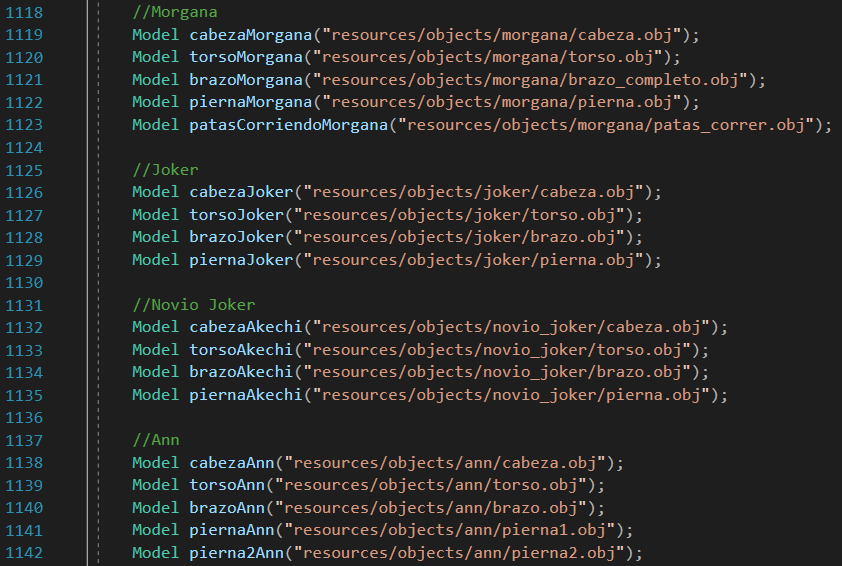 1118 //Morgana
1119 Model cabezaMorgana("resources/objects/morgana/cabeza.obj");
1120 Model torsoMorgana("resources/objects/morgana/torso.obj");
1121 Model brazoMorgana("resources/objects/morgana/brazo_completo.obj");
1122 Model piernaMorgana("resources/objects/morgana/pierna.obj");
1123 Model patasCorriendoMorgana("resources/objects/morgana/patas_correr.obj");
1124
1125 //Joker
1126 Model cabezaJoker("resources/objects/joker/cabeza.obj");
1127 Model torsoJoker("resources/objects/joker/torso.obj");
1128 Model brazoJoker("resources/objects/joker/brazo.obj");
1129 Model piernaJoker("resources/objects/joker/pierna.obj");
1130
1131 //Novio Joker
1132 Model cabezaAkechi("resources/objects/novio_joker/cabeza.obj");
1133 Model torsoAkechi("resources/objects/novio_joker/torso.obj");
1134 Model brazoAkechi("resources/objects/novio_joker/brazo.obj");
1135 Model piernaAkechi("resources/objects/novio_joker/pierna.obj");
1136
1137 //Ann
1138 Model cabezaAnn("resources/objects/ann/cabeza.obj");
1139 Model torsoAnn("resources/objects/ann/torso.obj");
1140 Model brazoAnn("resources/objects/ann/brazo.obj");
1141 Model piernaAnn("resources/objects/ann/pierna1.obj");
1142 Model pierna2Ann("resources/objects/ann/pierna2.obj");